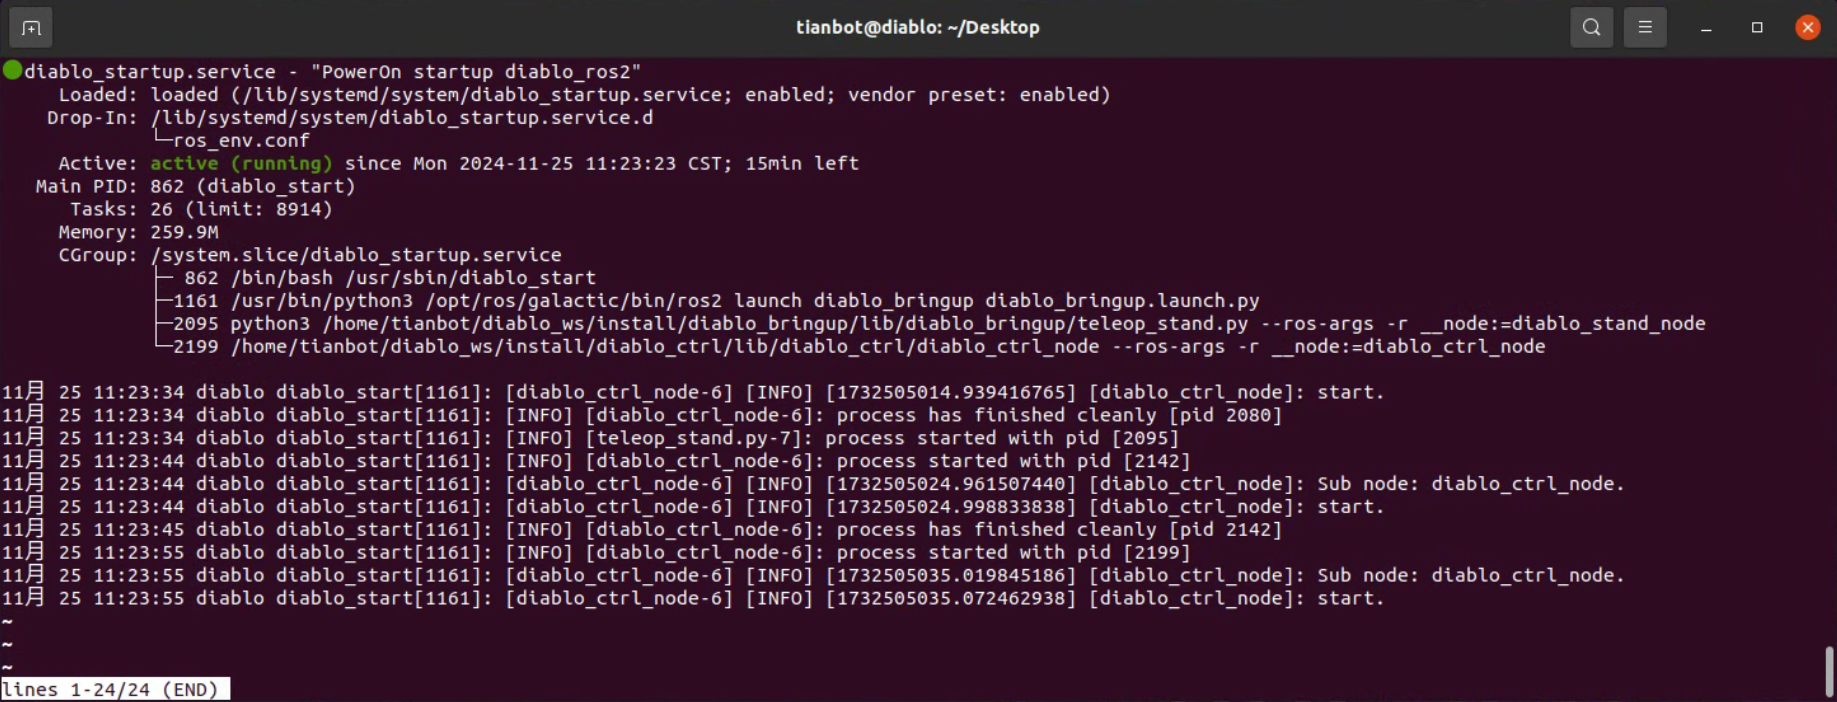 tianbot@diablo: ~/Desktop
diablo_startup.service - "PowerOn startup diablo_ros2"
Loaded: loaded (/lib/systemd/system/diablo_startup.service; enabled; vendor preset: enabled)
Drop-In: /lib/systemd/system/diablo_startup.service.d
└─ros_env.conf
Active: active (running) since Mon 2024-11-25 11:23:23 CST; 15min left
Main PID: 862 (diablo_start)
Tasks: 26 (limit: 8914)
Memory: 259.9M
CGroup: /system.slice/diablo_startup.service
├─ 862 /bin/bash /usr/sbin/diablo_start
├─1161 /usr/bin/python3 /opt/ros/galactic/bin/ros2 launch diablo_bringup diablo_bringup.launch.py
├─2095 python3 /home/tianbot/diablo_ws/install/diablo_bringup/lib/diablo_bringup/teleop_stand.py --ros-args -r __node:=diablo_stand_node
└─2199 /home/tianbot/diablo_ws/install/diablo_ctrl/lib/diablo_ctrl/diablo_ctrl_node --ros-args -r __node:=diablo_ctrl_node
11月 25 11:23:34 diablo diablo_start[1161]: [diablo_ctrl_node-6] [INFO] [1732505014.939416765] [diablo_ctrl_node]: start.
11月 25 11:23:34 diablo diablo_start[1161]: [INFO] [diablo_ctrl_node-6]: process has finished cleanly [pid 2080]
11月 25 11:23:34 diablo diablo_start[1161]: [INFO] [teleop_stand.py-7]: process started with pid [2095]
11月 25 11:23:44 diablo diablo_start[1161]: [INFO] [diablo_ctrl_node-6]: process started with pid [2142]
11月 25 11:23:44 diablo diablo_start[1161]: [diablo_ctrl_node-6] [INFO] [1732505024.961507440] [diablo_ctrl_node]: Sub node: diablo_ctrl_node.
11月 25 11:23:44 diablo diablo_start[1161]: [diablo_ctrl_node-6] [INFO] [1732505024.998833838] [diablo_ctrl_node]: start.
11月 25 11:23:45 diablo diablo_start[1161]: [INFO] [diablo_ctrl_node-6]: process has finished cleanly [pid 2142]
11月 25 11:23:55 diablo diablo_start[1161]: [INFO] [diablo_ctrl_node-6]: process started with pid [2199]
11月 25 11:23:55 diablo diablo_start[1161]: [diablo_ctrl_node-6] [INFO] [1732505035.019845186] [diablo_ctrl_node]: Sub node: diablo_ctrl_node.
11月 25 11:23:55 diablo diablo_start[1161]: [diablo_ctrl_node-6] [INFO] [1732505035.072462938] [diablo_ctrl_node]: start.
~
~
~
lines 1-24/24 (END)